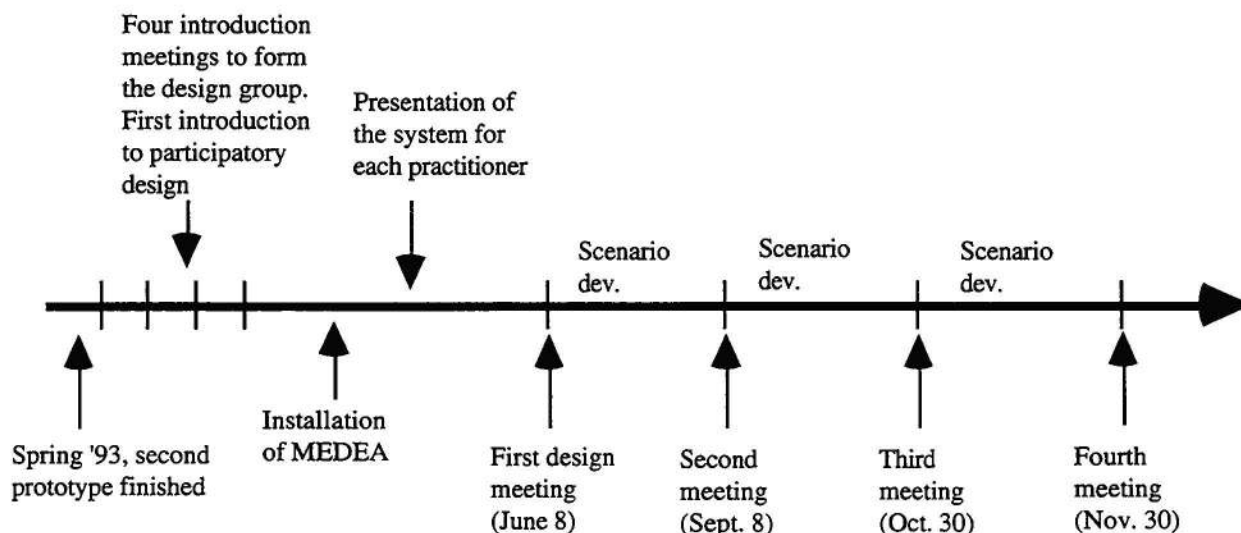 Four introduction
meetings to form
the design group.
First introduction
to participatory
design
Presentation of
the system for
each practitioner
Scenario
dev.
Scenario
dev.
Scenario
dev.
Spring '93, second
prototype finished
Installation
of MEDEA
First design
meeting
(June 8)
Second
meeting
(Sept. 8)
Third
meeting
(Oct. 30)
Fourth
meeting
(Nov. 30)